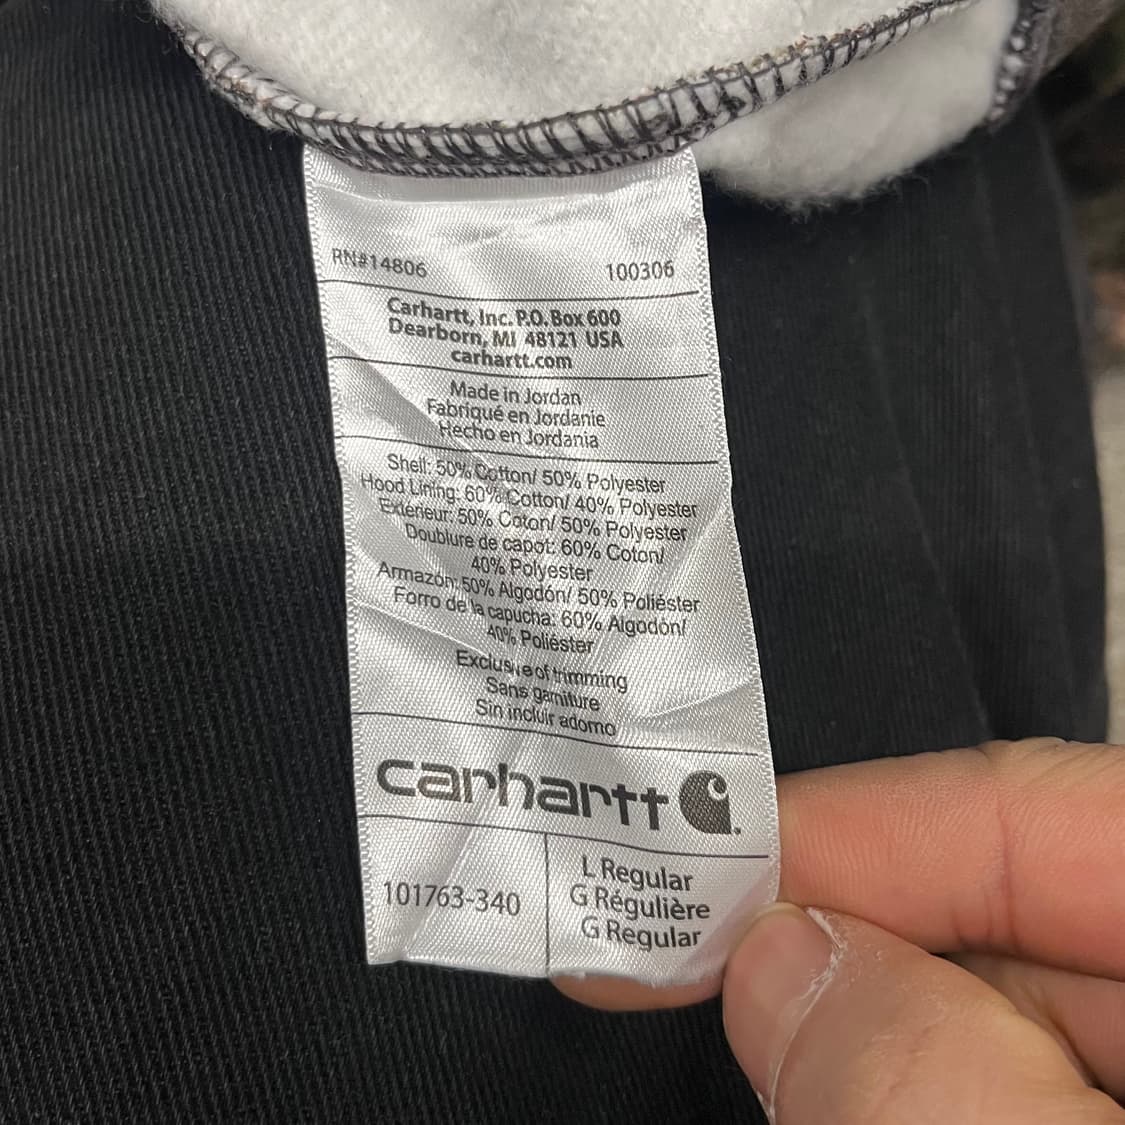 RN#14806 100306
Carhartt, Inc. P.O. Box 600
Dearborn, MI 48121 USA
carhartt.com
Made in Jordan
Fabriqué en Jordanie
Hecho en Jordania
Shell: 50% Cotton/ 50% Polyester
Hood Lining: 60% Cotton/ 40% Polyester
Extérieur: 50% Coton/ 50% Polyester
Doublure de capot: 60% Coton/
40% Polyester
Armazón: 50% Algodón/ 50% Poliéster
Forro de la capucha: 60% Algodón/
40% Poliéster
Exclusive of trimming
Sans garniture
Sin incluir adorno
carhartt
101763-340
L Regular
G Régulière
G Regular